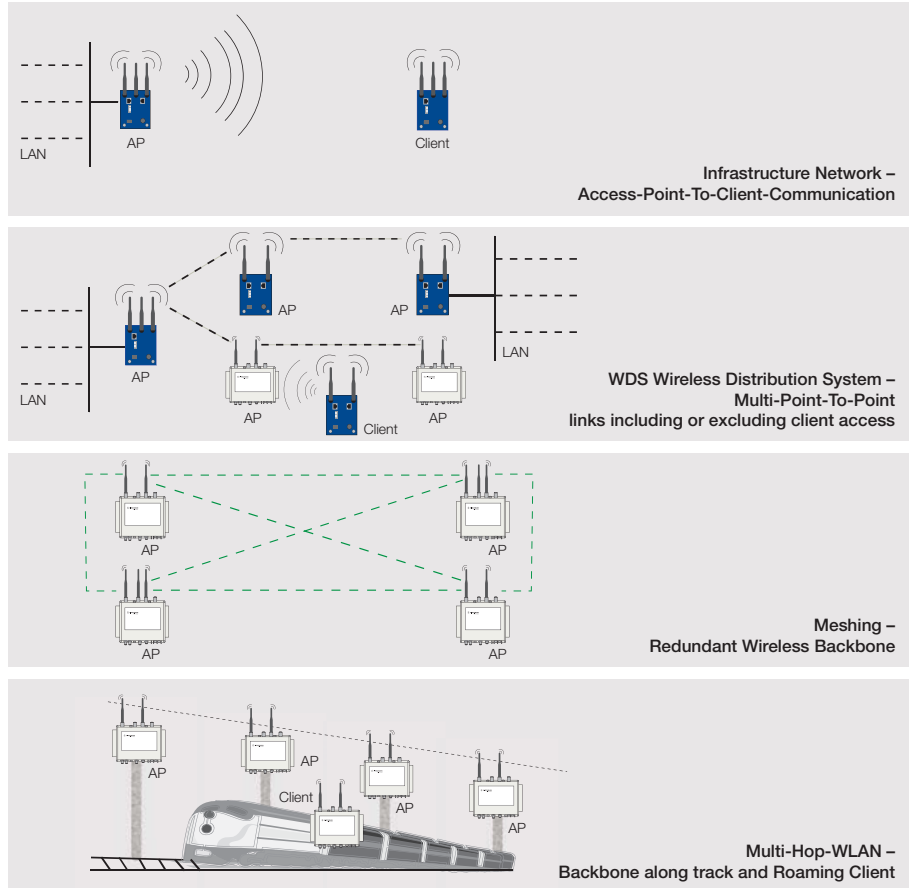 LAN
AP
Client
Infrastructure Network –
Access-Point-To-Client-Communication
LAN
AP
AP
AP
LAN
AP
Client
AP
WDS Wireless Distribution System –
Multi-Point-To-Point
links including or excluding client access
AP
AP
AP
AP
Meshing –
Redundant Wireless Backbone
AP
AP
Client
AP
AP
Multi-Hop-WLAN –
Backbone along track and Roaming Client